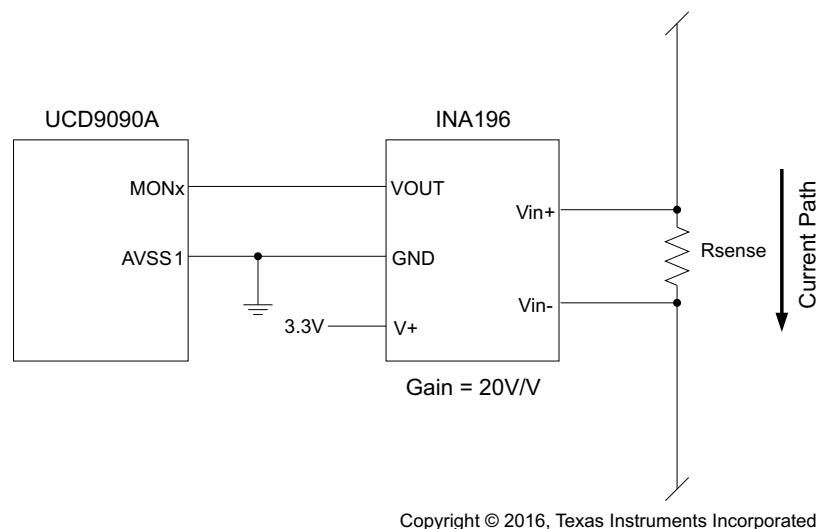 UCD9090A
INA196
MONx
VOUT
Vin+
AVSS1
GND
Rsense
Current Path
Vin-
3.3V
V+
Gain = 20V/V
Copyright © 2016, Texas Instruments Incorporated